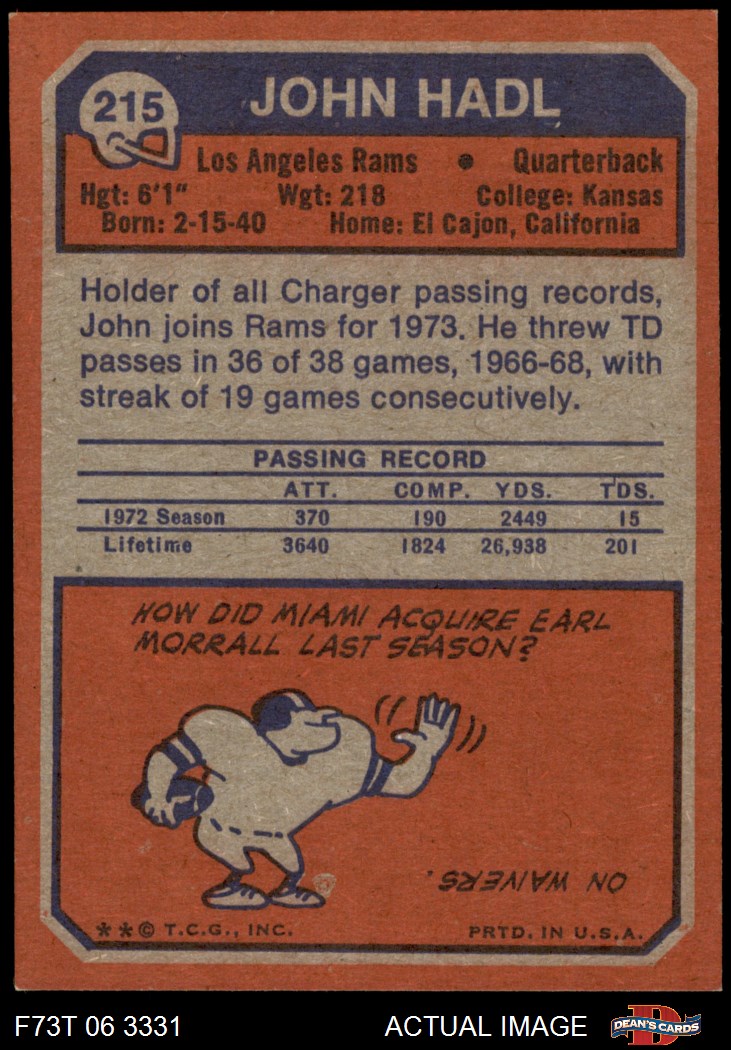 215
JOHN HADL
Los Angeles Rams • Quarterback
Hgt: 6'1" Wgt: 218 College: Kansas
Born: 2-15-40 Home: El Cajon, California
Holder of all Charger passing records,
John joins Rams for 1973. He threw TD
passes in 36 of 38 games, 1966-68, with
streak of 19 games consecutively.
PASSING RECORD
ATT. COMP. YDS. TDS.
1972 Season 370 190 2449 15
Lifetime 3640 1824 26,938 201
HOW DID MIAMI ACQUIRE EARL
MORRALL LAST SEASON?
ON WAIVERS.
**© T.C.G., INC. PRTD. IN U.S.A.
F73T 06 3331 ACTUAL IMAGE DEAN'S CARDS